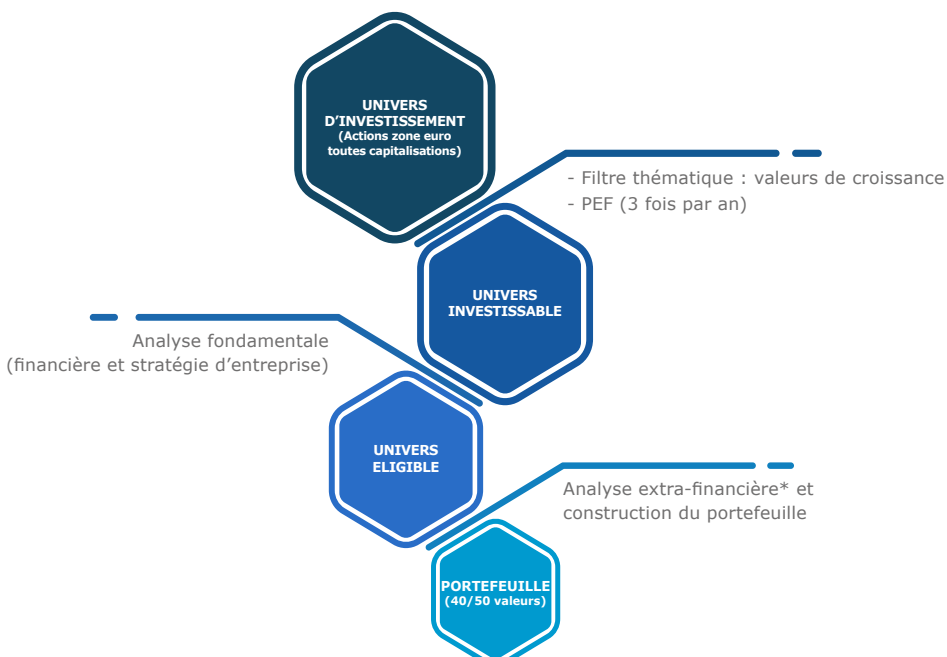 UNIVERS
D’INVESTISSEMENT
(Actions zone euro
toutes capitalisations)
- Filtre thématique : valeurs de croissance
- PEF (3 fois par an)
UNIVERS
INVESTISSABLE
Analyse fondamentale
(financière et stratégie d’entreprise)
UNIVERS
ELIGIBLE
Analyse extra-financière* et
construction du portefeuille
PORTEFEUILLE
(40/50 valeurs)